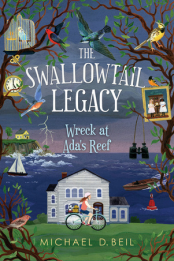 THE
SWALLOWTAIL
LEGACY
Wreck at
Ada's Reef
MICHAEL D. BEIL